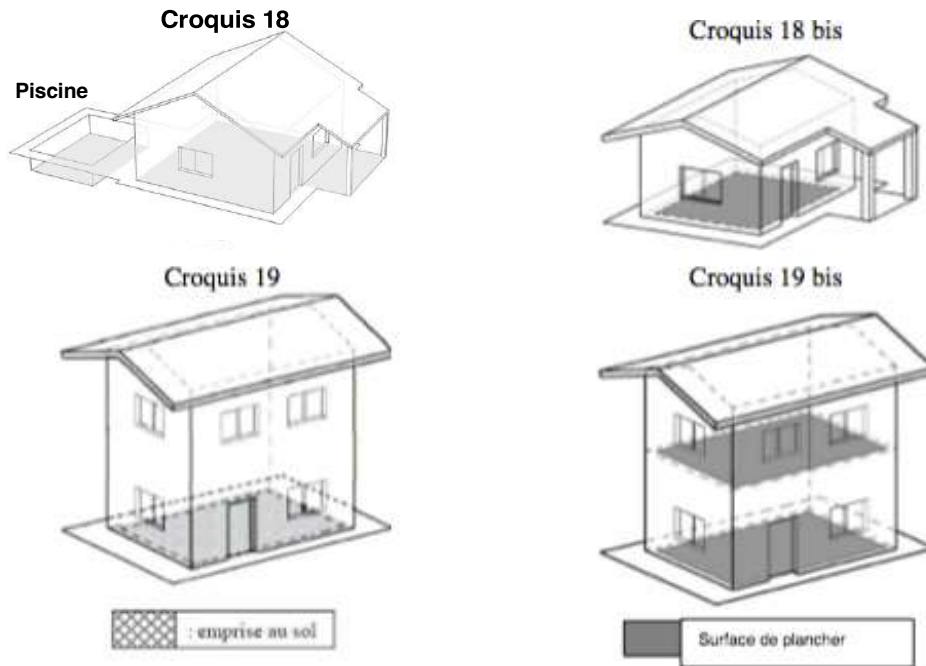 Croquis 18
Croquis 18 bis
Piscine
Croquis 19
Croquis 19 bis
: emprise au sol
Surface de plancher